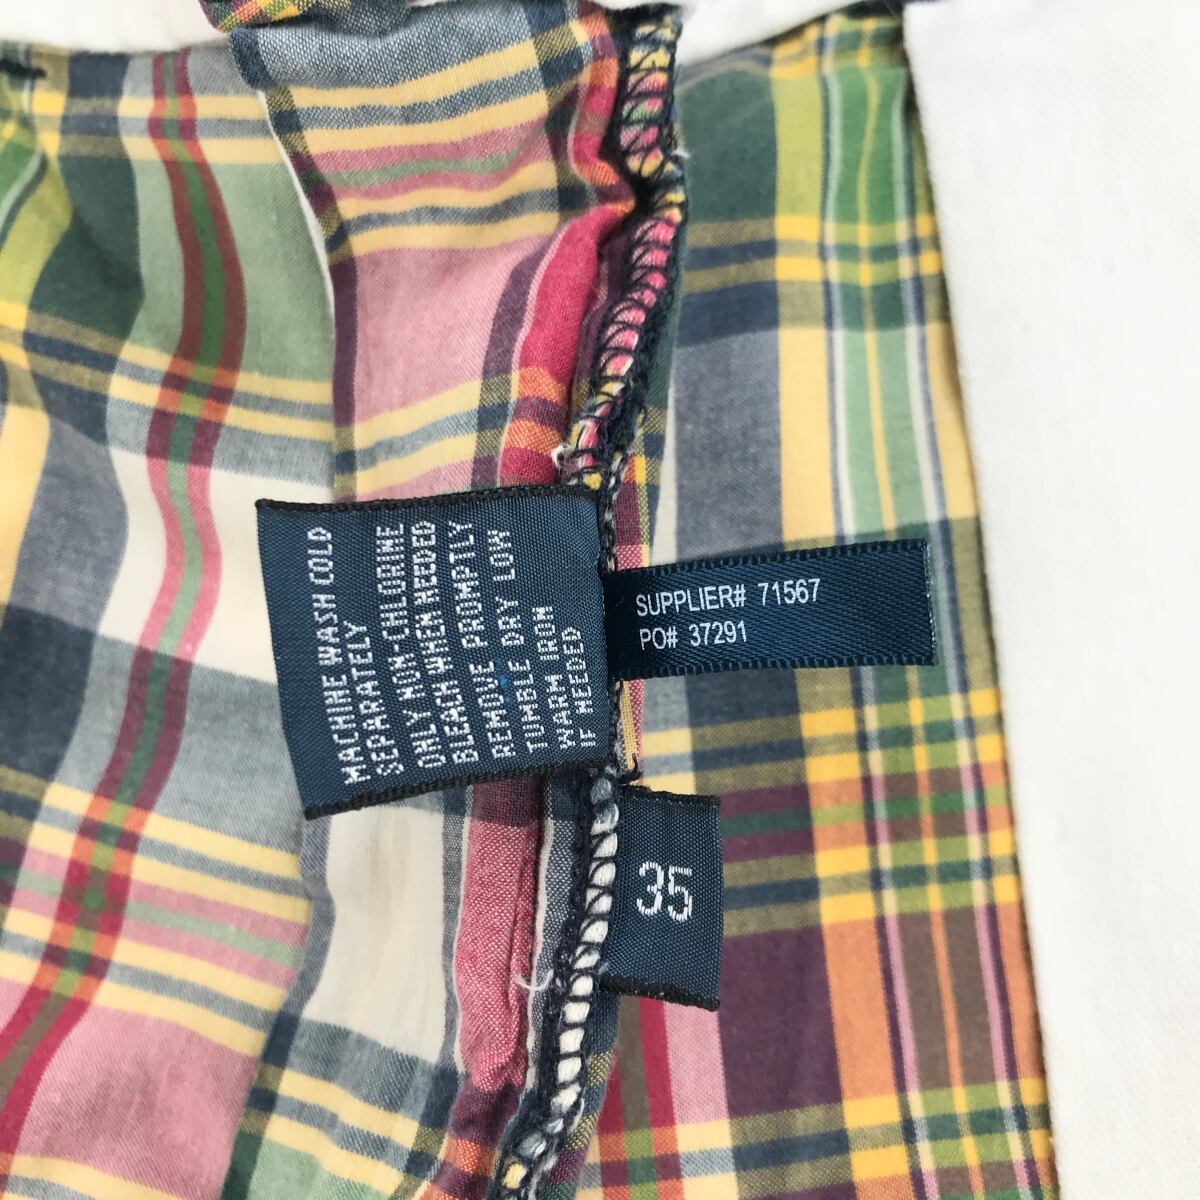 MACHINE WASH COLD
SEPARATELY
ONLY NON-CHLORINE
BLEACH WHEN NEEDED
REMOVE PROMPTLY
TUMBLE DRY LOW
WARM IRON
IF NEEDED
SUPPLIER# 71567
PO# 37291
35